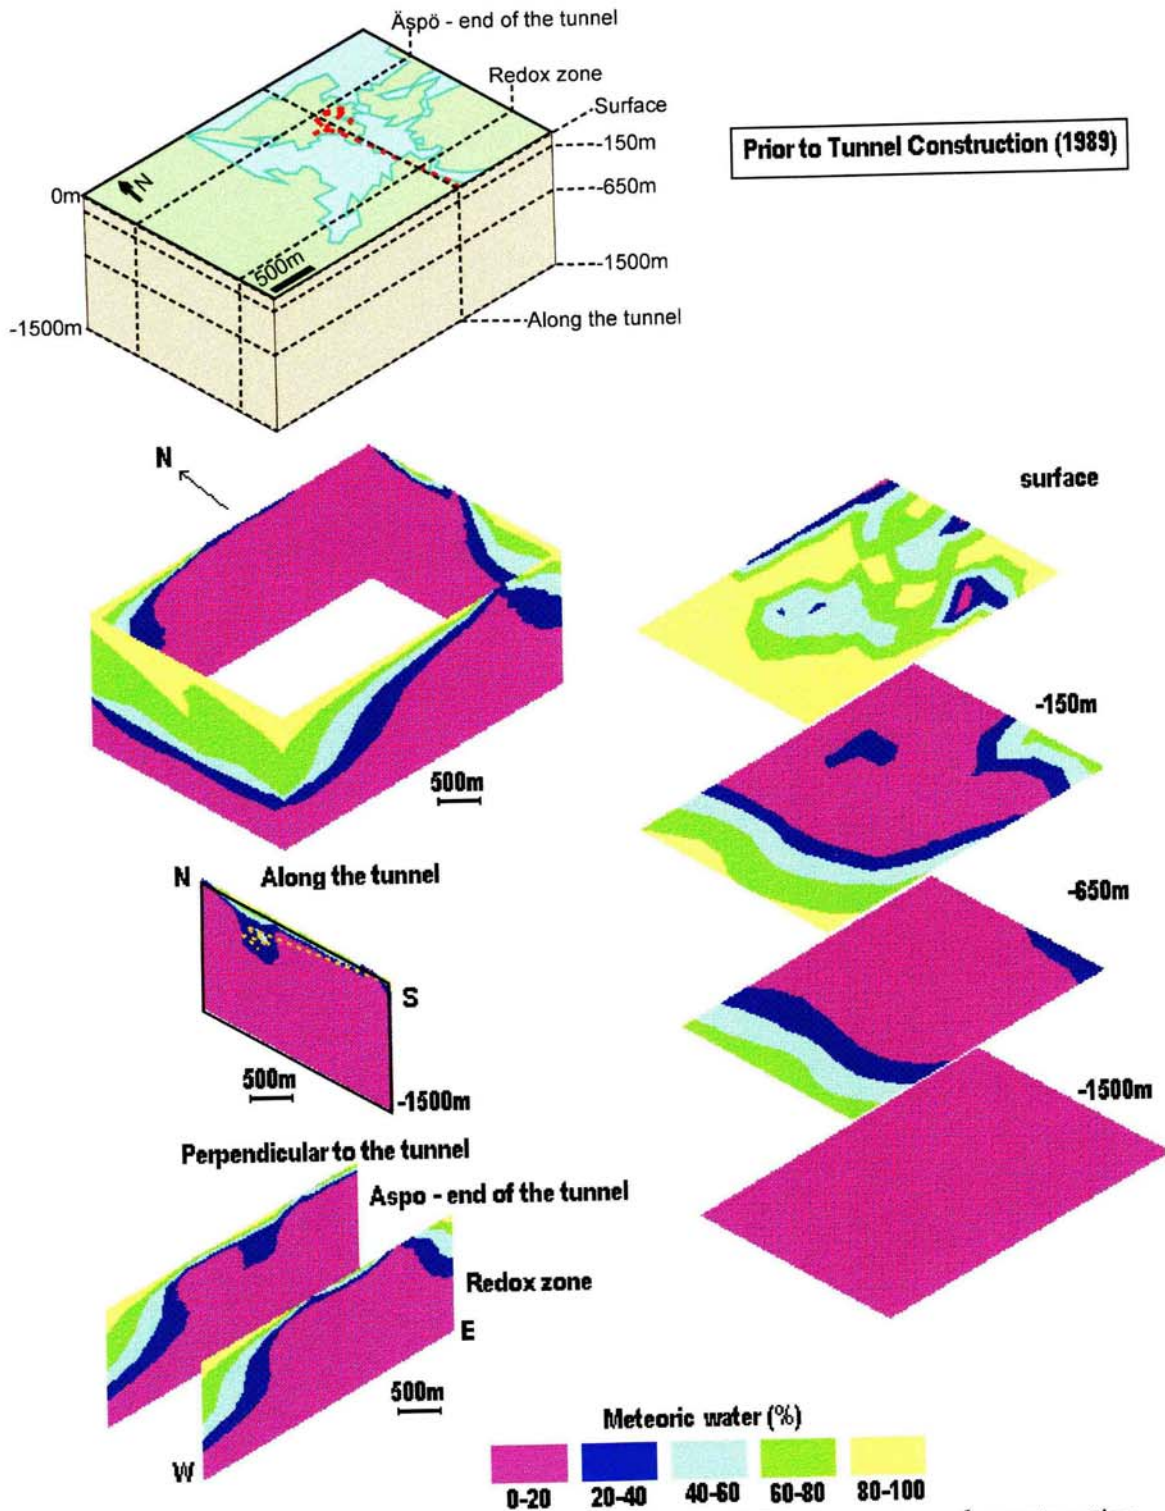 Äspö - end of the tunnel
Redox zone
Surface
-150m
-650m
-1500m
Along the tunnel
0m
-1500m
N
500m
Prior to Tunnel Construction (1989)
N
500m
surface
-150m
-650m
-1500m
Along the tunnel
N
S
500m
-1500m
Perpendicular to the tunnel
Aspo - end of the tunnel
Redox zone
E
W
500m
Meteoric water (%)
0-20 20-40 40-60 60-80 80-100